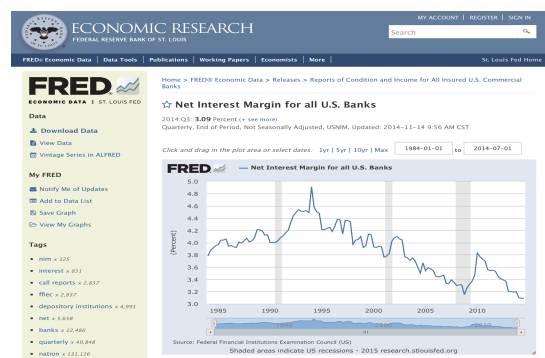 MY ACCOUNT | REGISTER | SIGN IN
ECONOMIC RESEARCH
FEDERAL RESERVE BANK OF ST. LOUIS
Search
FRED® Economic Data | Data Tools | Publications | Working Papers | Economists | More | St. Louis Fed Home
FRED
ECONOMIC DATA | ST. LOUIS FED
Data
Download Data
View Data
Vintage Series in ALFRED
My FRED
Notify Me of Updates
Add to Data List
Save Graph
View My Graphs
Tags
nim x 325
interest x 831
call reports x 2,837
ffiec x 2,837
depository institutions x 4,991
net x 5,658
banks x 12,480
quarterly x 49,848
nation x 131,116
Home > FRED® Economic Data > Releases > Reports of Condition and Income for All Insured U.S. Commercial
Banks
Net Interest Margin for all U.S. Banks
2014:Q3: 3.09 Percent (+ see more)
Quarterly, End of Period, Not Seasonally Adjusted, USNIM, Updated: 2014-11-14 9:56 AM CST
Click and drag in the plot area or select dates: 1yr | 5yr | 10yr | Max 1984-01-01 to 2014-07-01
FRED — Net Interest Margin for all U.S. Banks
(Percent)
5.0
4.8
4.6
4.4
4.2
4.0
3.8
3.6
3.4
3.2
3.0
1985 1990 1995 2000 2005 2010
Source: Federal Financial Institutions Examination Council (US)
Shaded areas indicate US recessions - 2015 research.stlouisfed.org